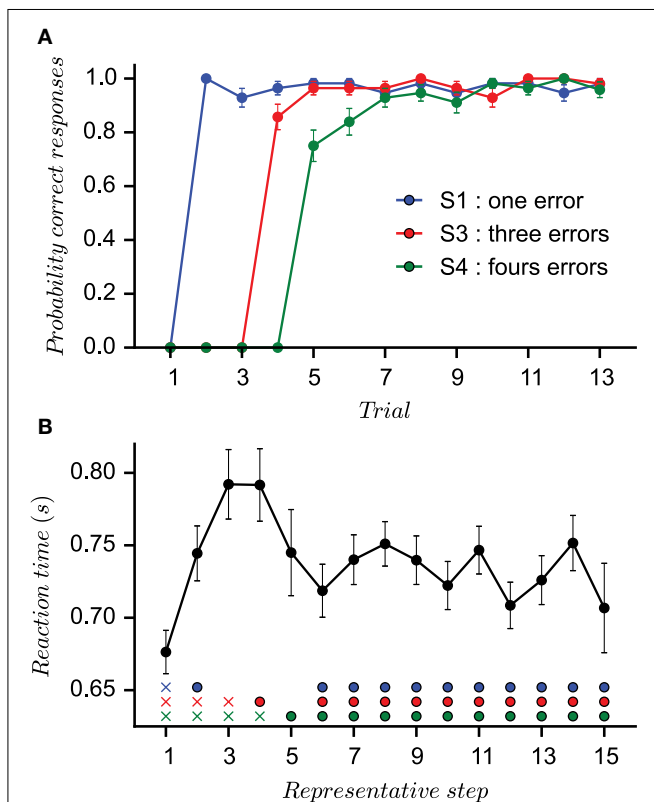 A
Probability correct responses
1.0
0.8
0.6
0.4
0.2
0.0
S1 : one error
S3 : three errors
S4 : fours errors
1 3 5 7 9 11 13
Trial
B
Reaction time (s)
0.80
0.75
0.70
0.65
1 3 5 7 9 11 13 15
Representative step